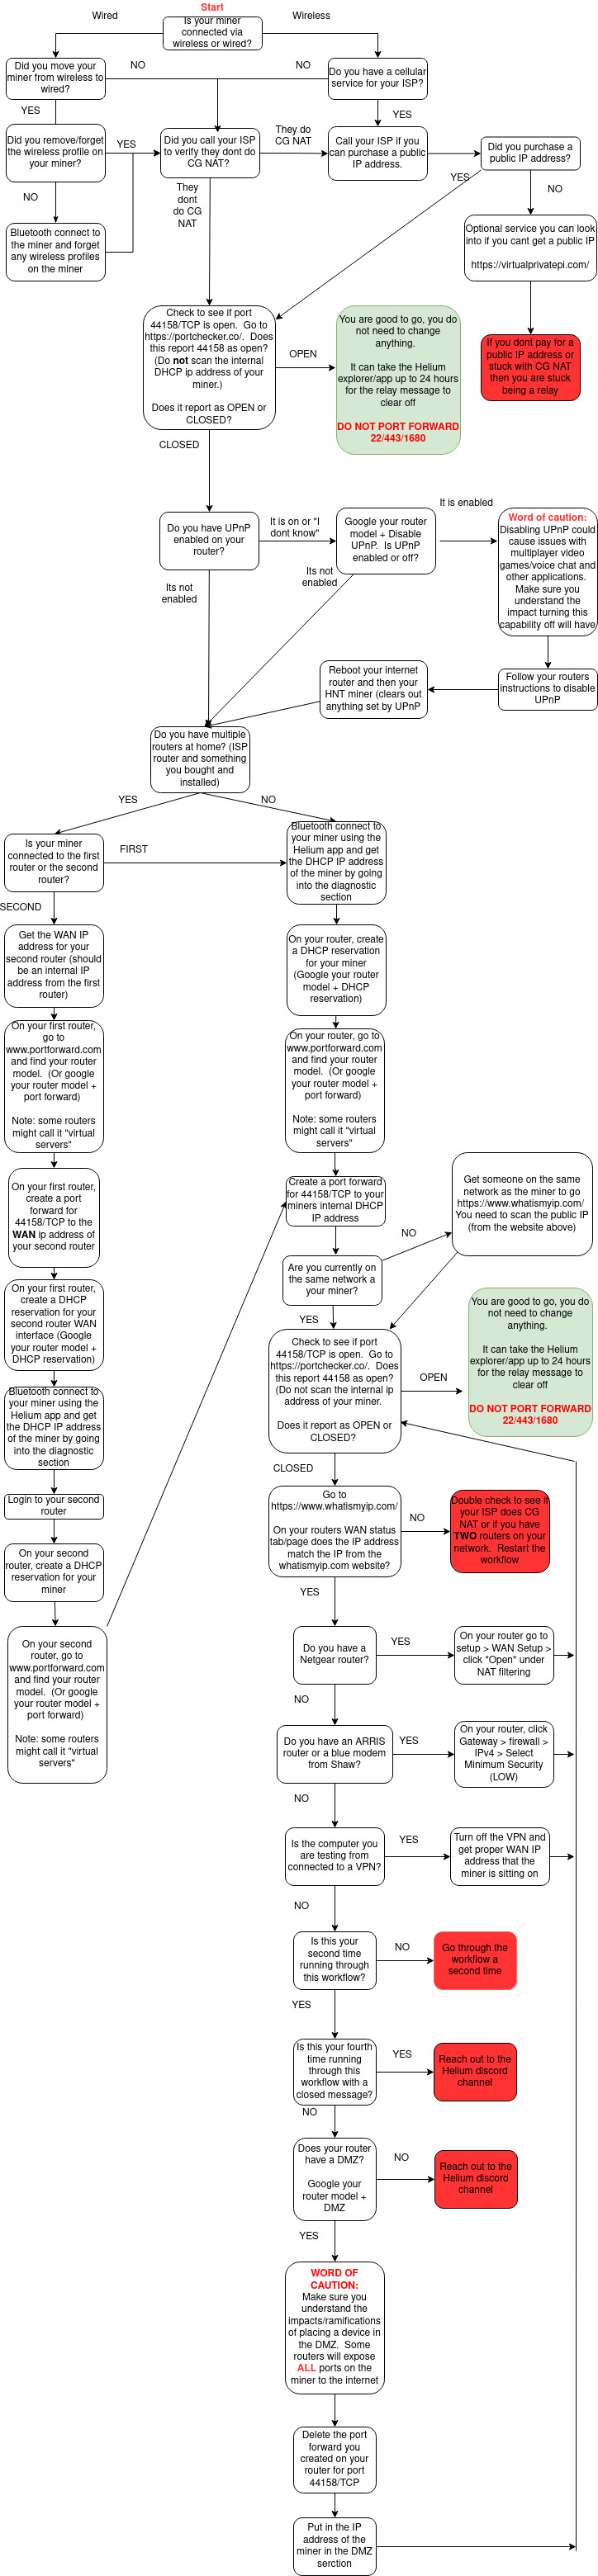 Start
Wired
Wireless
Is your miner
connected via
wireless or wired?
Did you move your
miner from wireless to
wired?
NO
NO
Do you have a cellular
service for your ISP?
YES
YES
Did you remove/forget
the wireless profile on
your miner?
YES
Did you call your ISP
to verify they dont do
CG NAT?
They do
CG NAT
Call your ISP if you
can purchase a public
IP address.
Did you purchase a
public IP address?
YES
NO
NO
They
dont
do CG
NAT
Bluetooth connect to
the miner and forget
any wireless profiles
on the miner
Optional service you can look
into if you cant get a public IP
https://virtualprivatepi.com/
Check to see if port
44158/TCP is open.  Go to
https://portchecker.co/.  Does
this report 44158 as open?
(Do not scan the internal
DHCP ip address of your
miner.)
Does it report as OPEN or
CLOSED?
OPEN
You are good to go, you do
not need to change
anything.
It can take the Helium
explorer/app up to 24 hours
for the relay message to
clear off
DO NOT PORT FORWARD
22/443/1680
If you dont pay for a
public IP address or
stuck with CG NAT
then you are stuck
being a relay
CLOSED
Do you have UPnP
enabled on your
router?
It is on or "I
dont know"
Google your router
model + Disable
UPnP.  Is UPnP
enabled or off?
It is enabled
Word of caution:
Disabling UPnP could
cause issues with
multiplayer video
games/voice chat and
other applications.
Make sure you
understand the
impact turning this
capability off will have
Its not
enabled
Its not
enabled
Reboot your internet
router and then your
HNT miner (clears out
anything set by UPnP
Follow your routers
instructions to disable
UPnP
Do you have multiple
routers at home? (ISP
router and something
you bought and
installed)
YES
NO
Is your miner
connected to the first
router or the second
router?
FIRST
Bluetooth connect to
your miner using the
Helium app and get
the DHCP IP address
of the miner by going
into the diagnostic
section
SECOND
Get the WAN IP
address for your
second router (should
be an internal IP
address from the first
router)
On your router, create
a DHCP reservation
for your miner
(Google your router
model + DHCP
reservation)
On your first router,
go to
www.portforward.com
and find your router
model.  (Or google
your router model +
port forward)
Note: some routers
might call it "virtual
servers"
On your router, go to
www.portforward.com
and find your router
model.  (Or google
your router model +
port forward)
Note: some routers
might call it "virtual
servers"
On your first router,
create a port
forward for
44158/TCP to the
WAN ip address of
your second router
Create a port forward
for 44158/TCP to your
miners internal DHCP
IP address
Get someone on the same
network as the miner to go
https://www.whatismyip.com/
You need to scan the public IP
(from the website above)
NO
Are you currently on
the same network a
your miner?
YES
On your first router,
create a DHCP
reservation for your
second router WAN
interface (Google
your router model +
DHCP reservation)
Check to see if port
44158/TCP is open.  Go to
https://portchecker.co/.  Does
this report 44158 as open?
(Do not scan the internal ip
address of your miner.
Does it report as OPEN or
CLOSED?
OPEN
You are good to go, you do
not need to change
anything.
It can take the Helium
explorer/app up to 24 hours
for the relay message to
clear off
DO NOT PORT FORWARD
22/443/1680
Bluetooth connect to
your miner using the
Helium app and get
the DHCP IP address
of the miner by going
into the diagnostic
section
CLOSED
Login to your second
router
Go to
https://www.whatismyip.com/
On your routers WAN status
tab/page does the IP address
match the IP from the
whatismyip.com website?
NO
Double check to see if
your ISP does CG
NAT or if you have
TWO routers on your
network.  Restart the
workflow
On your second
router, create a DHCP
reservation for your
miner
YES
On your second
router, go to
www.portforward.com
and find your router
model.  (Or google
your router model +
port forward)
Note: some routers
might call it "virtual
servers"
Do you have a
Netgear router?
YES
On your router go to
setup > WAN Setup >
click "Open" under
NAT filtering
NO
Do you have an ARRIS
router or a blue modem
from Shaw?
YES
On your router, click
Gateway > firewall >
IPv4 > Select
Minimum Security
(LOW)
NO
Is the computer you
are testing from
connected to a VPN?
YES
Turn off the VPN and
get proper WAN IP
address that the
miner is sitting on
NO
Is this your
second time
running through
this workflow?
NO
Go through the
workflow a
second time
YES
Is this your fourth
time running
through this
workflow with a
closed message?
YES
Reach out to the
Helium discord
channel
NO
Does your router
have a DMZ?
Google your
router model +
DMZ
NO
Reach out to the
Helium discord
channel
YES
WORD OF
CAUTION:
Make sure you
understand the
impacts/ramifications
of placing a device in
the DMZ.  Some
routers will expose
ALL ports on the
miner to the internet
Delete the port
forward you
created on your
router for port
44158/TCP
Put in the IP
address of the
miner in the DMZ
serction